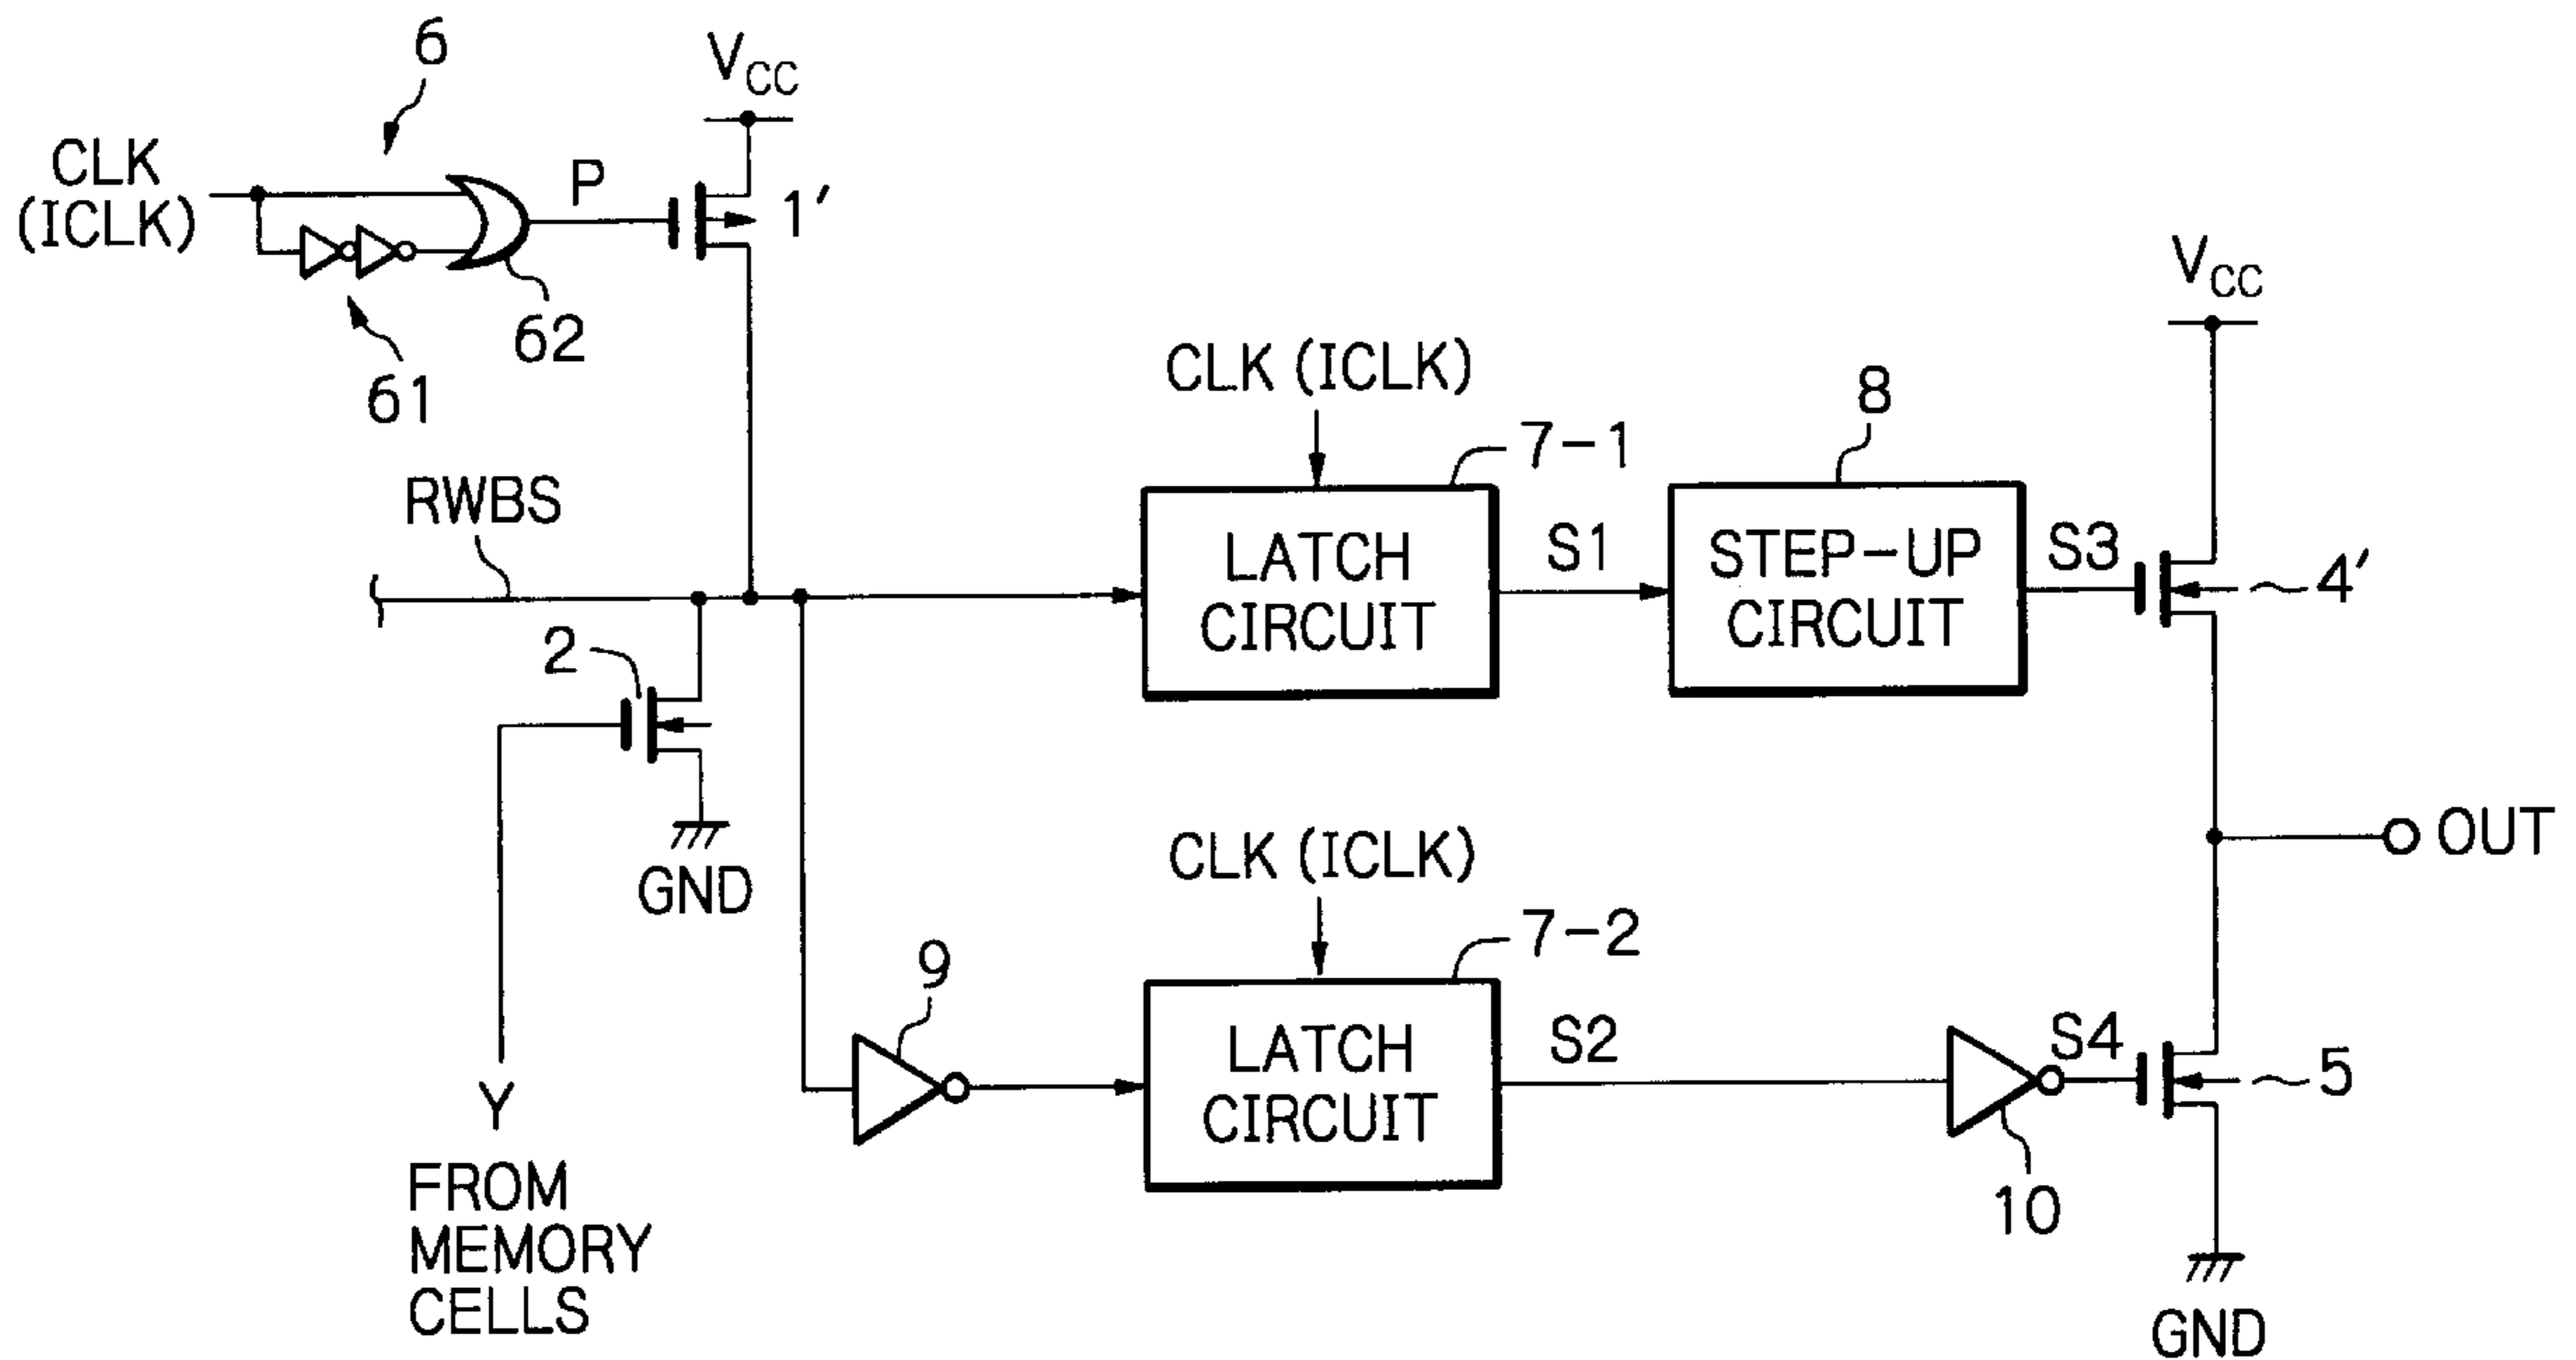 6
V_CC
CLK
(ICLK)
P
1′
62
61
V_CC
CLK (ICLK)
7-1
8
RWBS
LATCH
CIRCUIT
S1
STEP-UP
CIRCUIT
S3
4′
2
GND
OUT
CLK (ICLK)
7-2
9
LATCH
CIRCUIT
S2
S4
5
Y
10
FROM
MEMORY
CELLS
GND